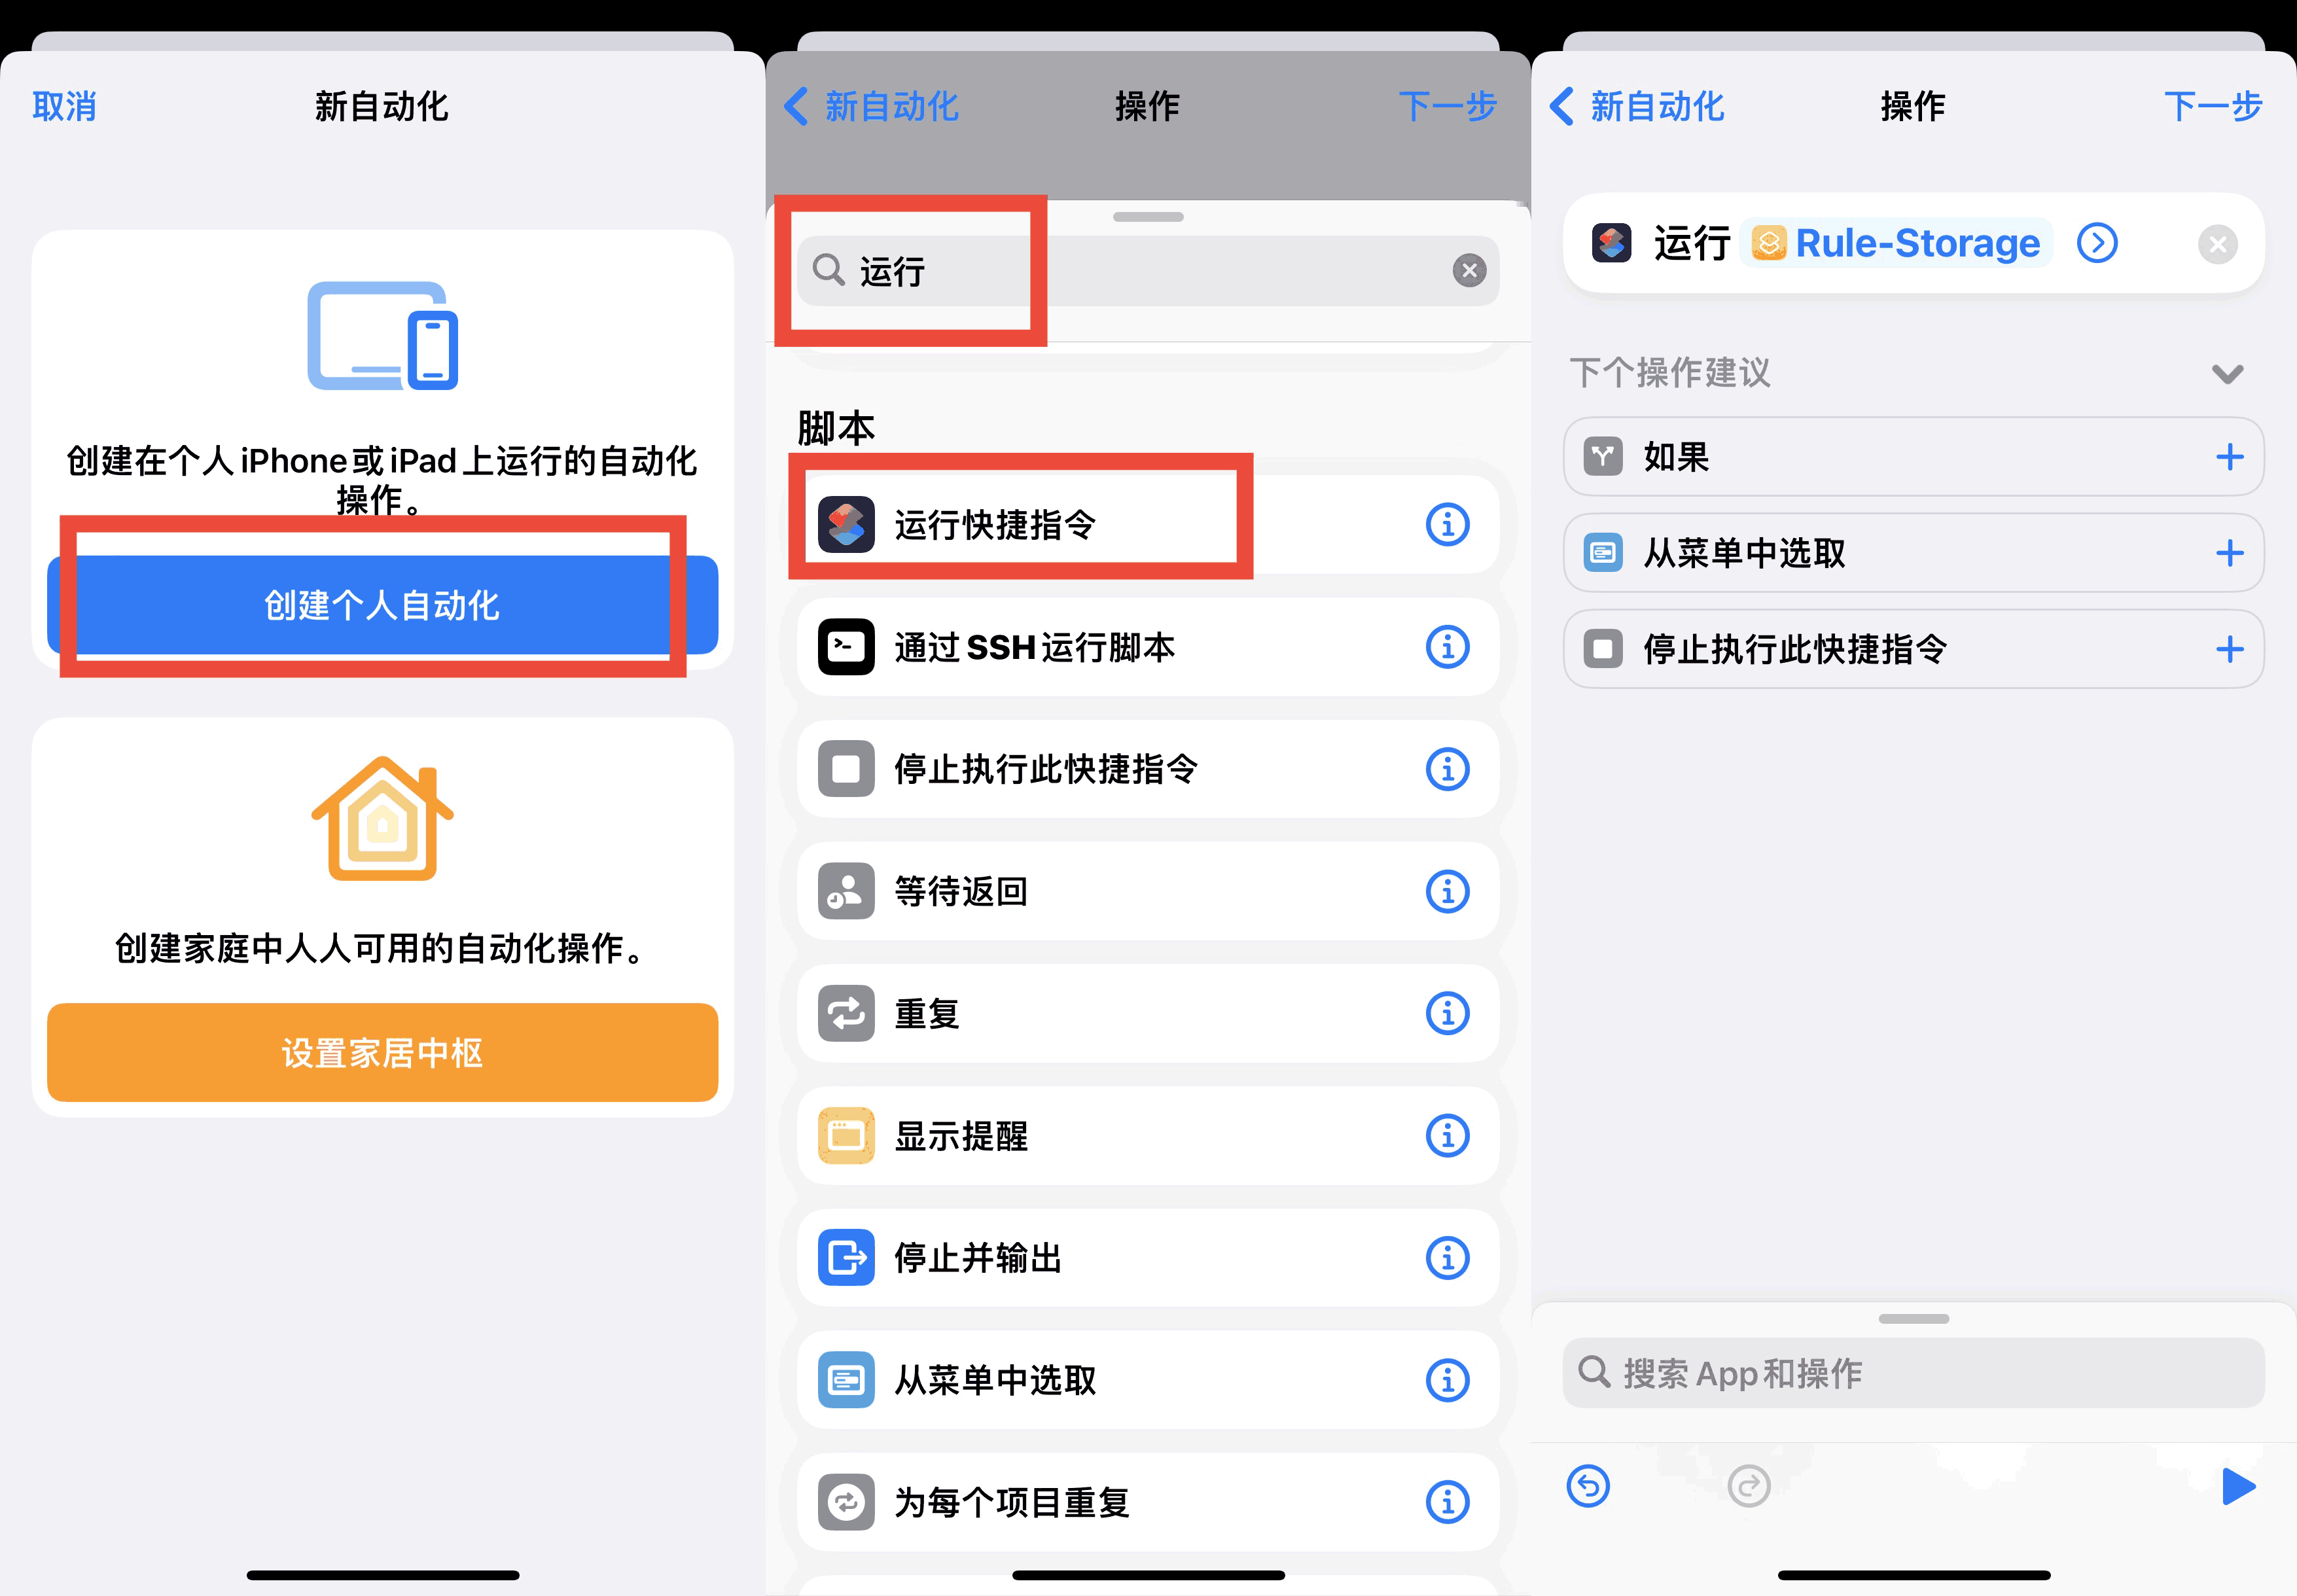 取消
新自动化
创建在个人 iPhone 或 iPad 上运行的自动化
操作。
创建个人自动化
创建家庭中人人可用的自动化操作。
设置家居中枢
新自动化
操作
下一步
运行
脚本
运行快捷指令
通过 SSH 运行脚本
停止执行此快捷指令
等待返回
重复
显示提醒
停止并输出
从菜单中选取
为每个项目重复
新自动化
操作
下一步
运行 Rule-Storage
下个操作建议
如果
从菜单中选取
停止执行此快捷指令
搜索 App 和操作